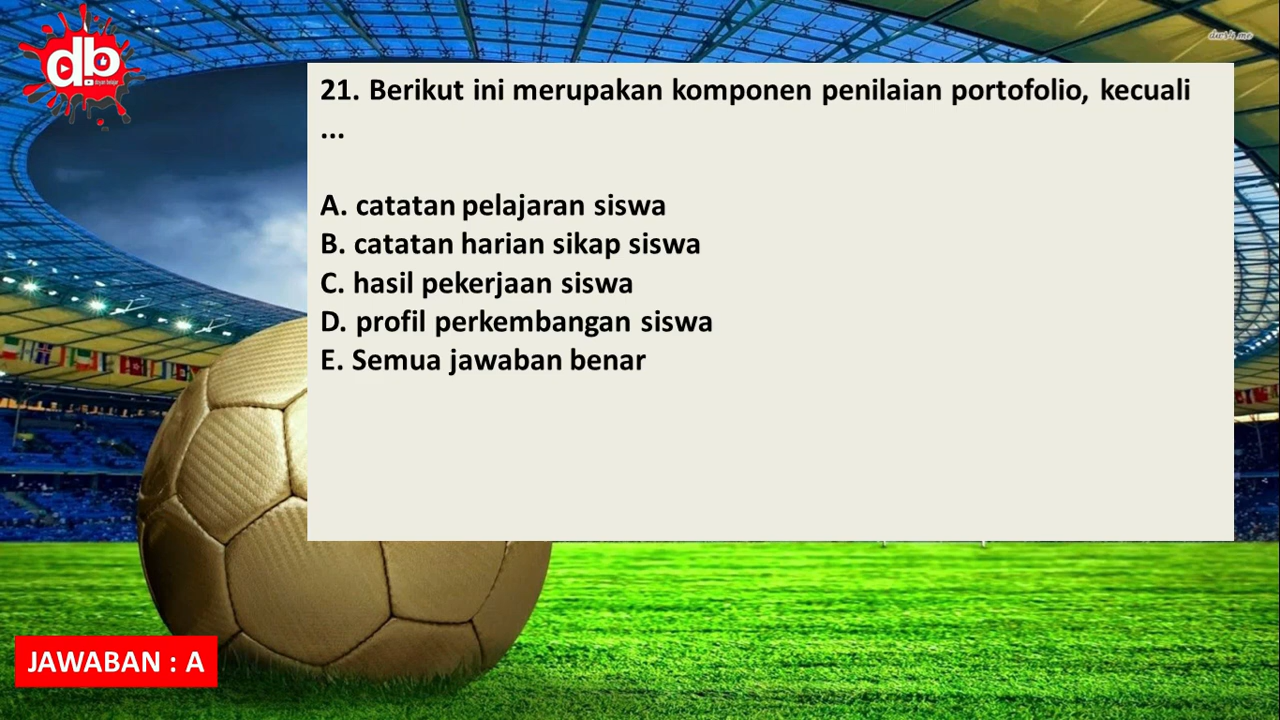 db
21. Berikut ini merupakan komponen penilaian portofolio, kecuali
...
A. catatan pelajaran siswa
B. catatan harian sikap siswa
C. hasil pekerjaan siswa
D. profil perkembangan siswa
E. Semua jawaban benar
JAWABAN : A